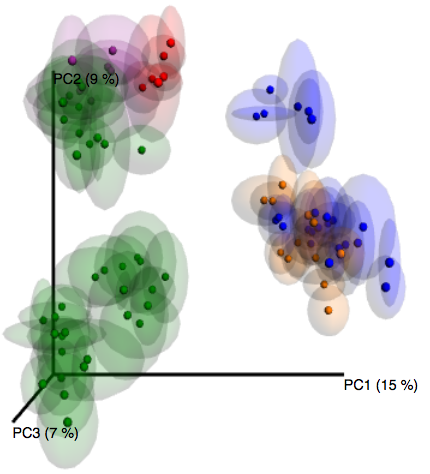 PC2 (9 %)
PC1 (15 %)
PC3 (7 %)